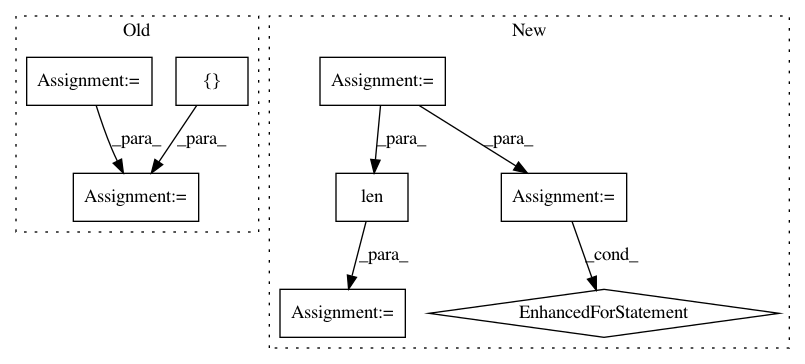 Old
New
Assignment:=
{}
Assignment:=
_para_
_para_
_para_
_para_
Assignment:=
len
Assignment:=
_para_
_cond_
Assignment:=
EnhancedForStatement